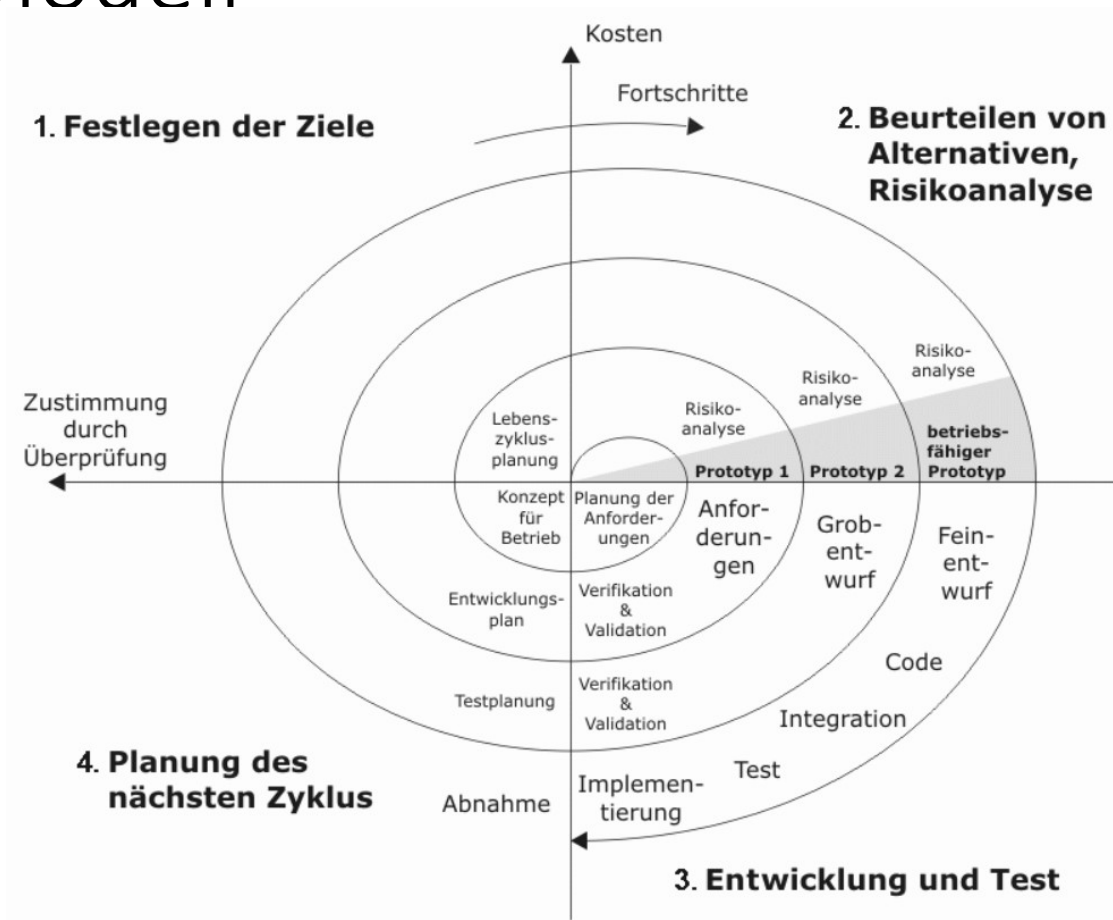 Modell
Kosten
Fortschritte
1. Festlegen der Ziele
2. Beurteilen von
Alternativen,
Risikoanalyse
Zustimmung
durch
Überprüfung
Lebens-
zyklus-
planung
Risiko-
analyse
Risiko-
analyse
Risiko-
analyse
Prototyp 1
Prototyp 2
betriebs-
fähiger
Prototyp
Konzept
für
Betrieb
Planung der
Anforder-
ungen
Anfor-
derun-
gen
Grob-
ent-
wurf
Fein-
ent-
wurf
Entwicklungs-
plan
Verifikation
&
Validation
Code
Testplanung
Verifikation
&
Validation
Integration
Test
4. Planung des
nächsten Zyklus
Abnahme
Implemen-
tierung
3. Entwicklung und Test